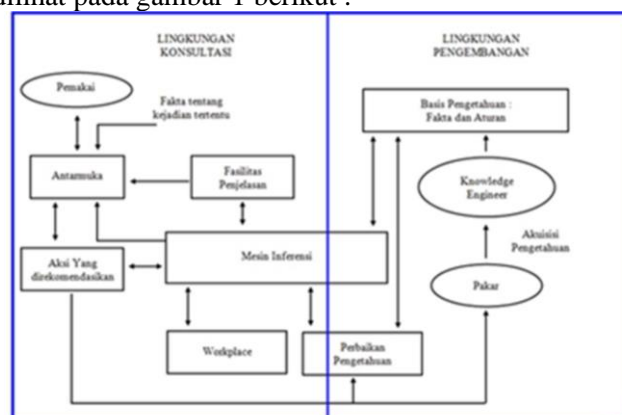 dilihat pada gambar 1 berikut :
LINGKUNGAN
KONSULTASI
LINGKUNGAN
PENGEMBANGAN
Pemakai
Fakta tentang
kejadian tertentu
Basis Pengetahuan :
Fakta dan Aturan
Antarmuka
Fasilitas
Penjelasan
Knowledge
Engineer
Akuisisi
Pengetahuan
Aksi Yang
direkomendasikan
Mesin Inferensi
Pakar
Workplace
Perbaikan
Pengetahuan